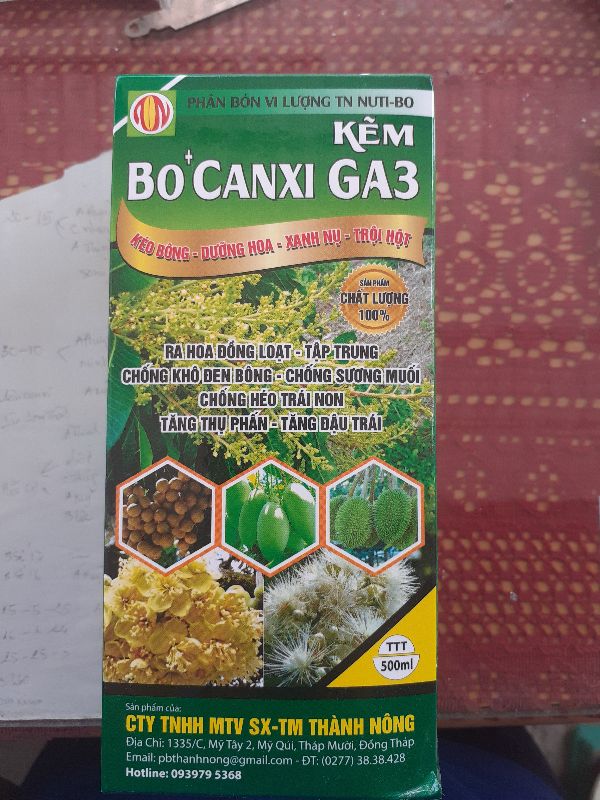 TON
PHÂN BÓN VI LƯỢNG TN NUTI-BO
KẼM
BO+CANXI GA3
KÉO BÔNG - DƯỠNG HOA - XANH NỤ - TRỘI HỘT
SẢN PHẨM
CHẤT LƯỢNG
100%
RA HOA ĐỒNG LOẠT - TẬP TRUNG
CHỐNG KHÔ ĐEN BÔNG - CHỐNG SƯƠNG MUỐI
CHỐNG HÉO TRÁI NON
TĂNG THỤ PHẤN - TĂNG ĐẬU TRÁI
TTT
500ml
Sản phẩm của:
CTY TNHH MTV SX-TM THÀNH NÔNG
Địa Chỉ: 1335/C, Mỹ Tây 2, Mỹ Qúi, Tháp Mười, Đồng Tháp
Email: pbthanhnong@gmail.com - ĐT: (0277) 38.38.428
Hotline: 093979 5368